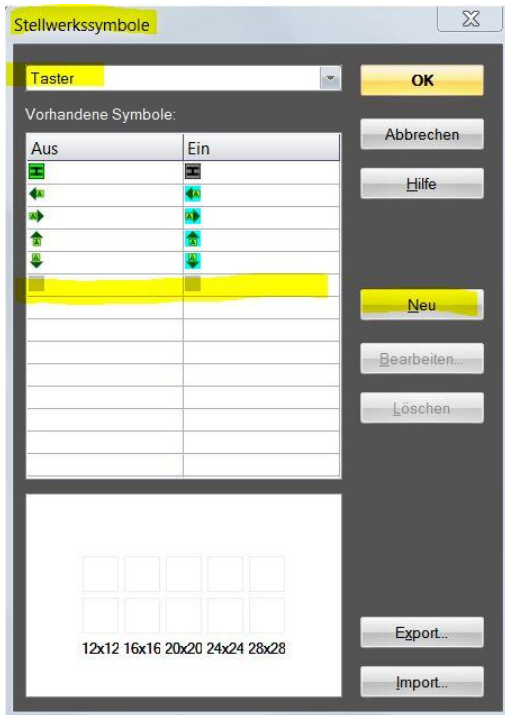 Stellwerkssymbole
Taster
OK
Vorhandene Symbole:
Abbrechen
Aus Ein
Hilfe
Neu
Bearbeiten...
Löschen
12x12 16x16 20x20 24x24 28x28
Export...
Import...